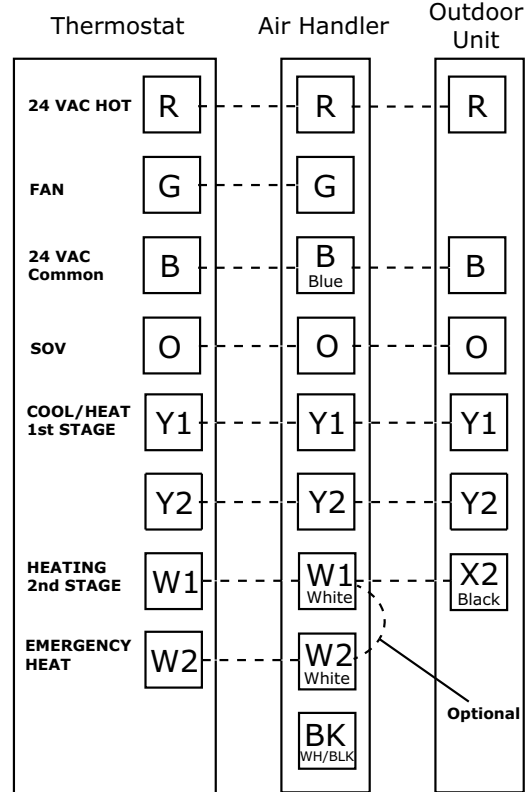 Thermostat Air Handler Outdoor
Unit
24 VAC HOT R R R
FAN G G
24 VAC
Common B B
Blue B
SOV O O O
COOL/HEAT
1st STAGE Y1 Y1 Y1
Y2 Y2 Y2
HEATING
2nd STAGE W1 W1
White X2
Black
EMERGENCY
HEAT W2 W2
White
Optional
BK
WH/BLK